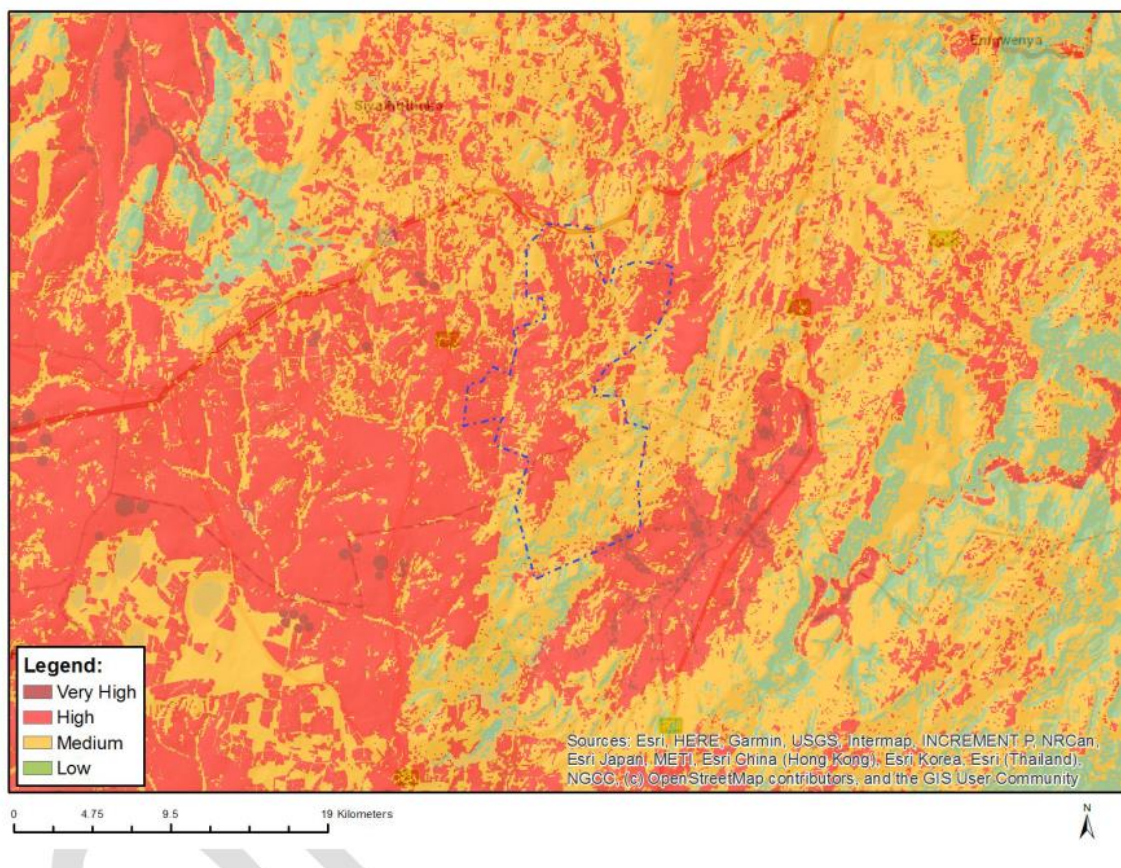 Legend:
Very High
High
Medium
Low
Sources: Esri, HERE, Garmin, USGS, Intermap, INCREMENT P, NRCan,
Esri Japan, METI, Esri China (Hong Kong), Esri Korea, Esri (Thailand),
NGCC, (c) OpenStreetMap contributors, and the GIS User Community
0 4.75 9.5 19 Kilometers
N